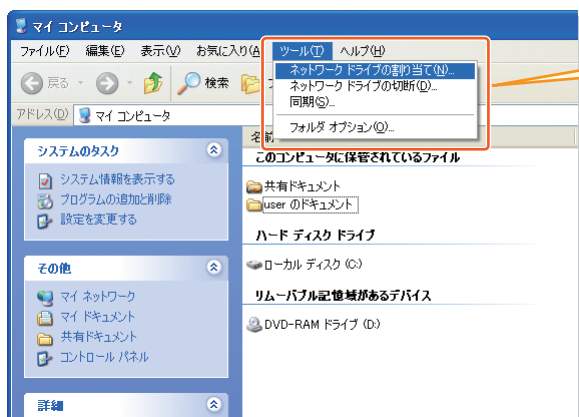 マイ コンピュータ
ファイル(F) 編集(E) 表示(V) お気に入り(A) ツール(T) ヘルプ(H)
戻る 検索
ネットワーク ドライブの割り当て(N)...
ネットワーク ドライブの切断(D)...
同期(S)...
フォルダ オプション(O)...
アドレス(D) マイ コンピュータ
名前
システムのタスク
システム情報を表示する
プログラムの追加と削除
設定を変更する
その他
マイ ネットワーク
マイ ドキュメント
共有ドキュメント
コントロール パネル
詳細
このコンピュータに保管されているファイル
共有ドキュメント
user のドキュメント
ハード ディスク ドライブ
ローカル ディスク (C:)
リムーバブル記憶域があるデバイス
DVD-RAM ドライブ (D:)